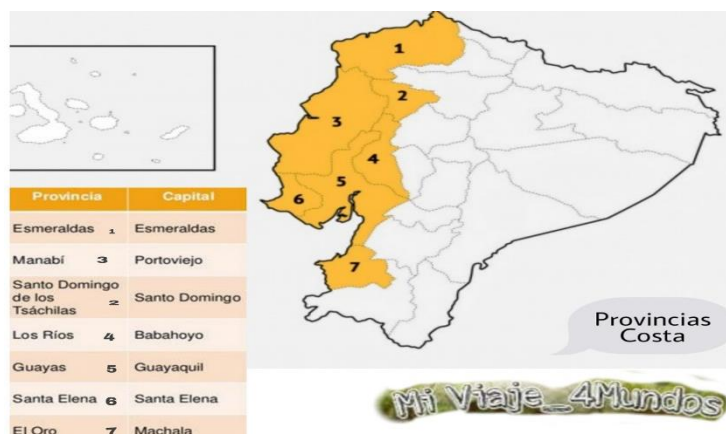 1
2
3
4
5
6
7
Provincia Capital
Esmeraldas 1 Esmeraldas
Manabí 3 Portoviejo
Santo Domingo
de los
Tsáchilas 2 Santo Domingo
Los Ríos 4 Babahoyo
Guayas 5 Guayaquil
Santa Elena 6 Santa Elena
El Oro 7 Machala
Provincias
Costa
Mi Viaje_4Mundos